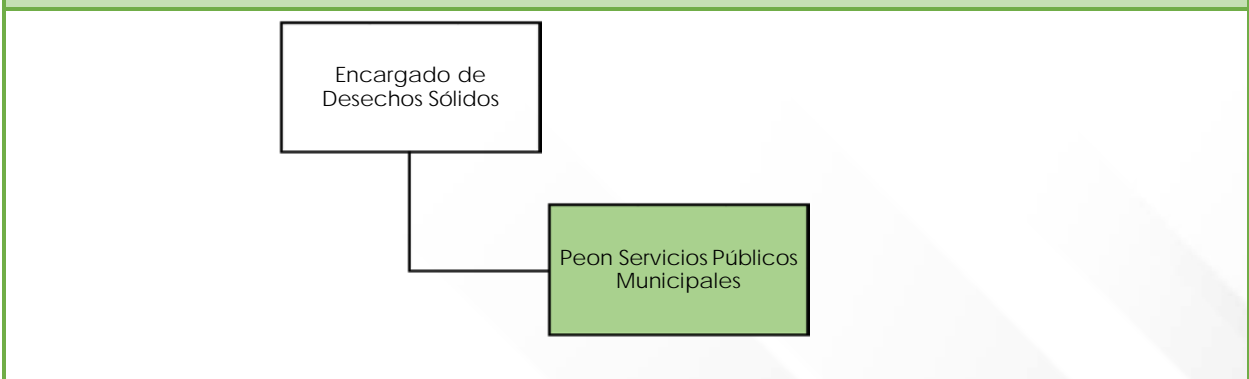 Encargado de
Desechos Sólidos
Peon Servicios Públicos
Municipales